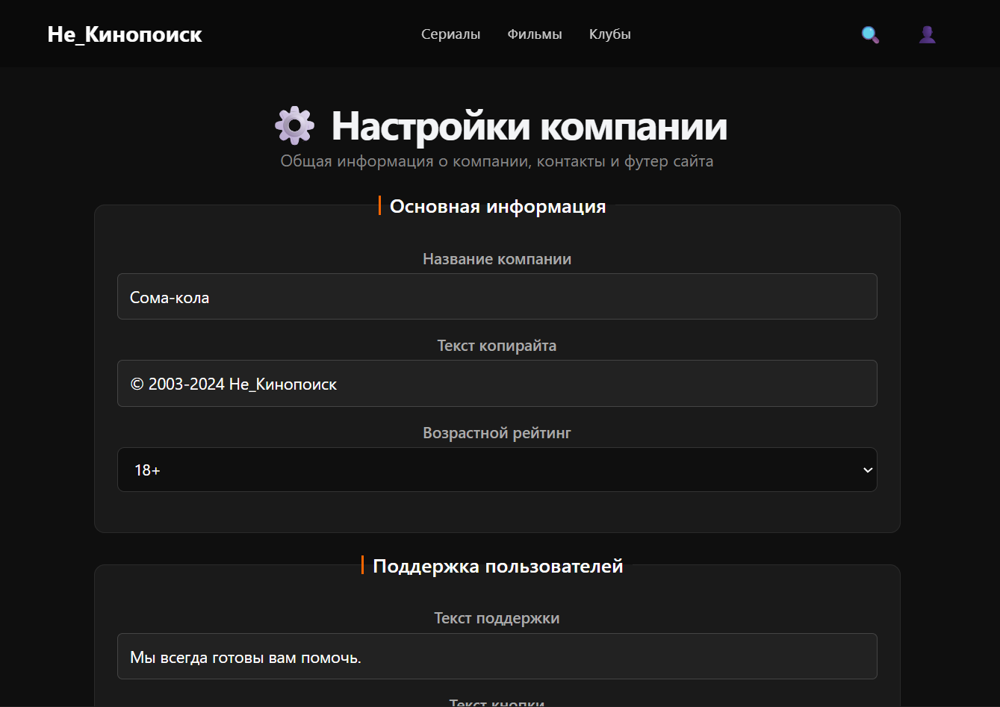 Не_Кинопоиск
Сериалы Фильмы Клубы
Настройки компании
Общая информация о компании, контакты и футер сайта
Основная информация
Название компании
Сома-кола
Текст копирайта
© 2003-2024 Не_Кинопоиск
Возрастной рейтинг
18+
Поддержка пользователей
Текст поддержки
Мы всегда готовы вам помочь.
Текст кнопки